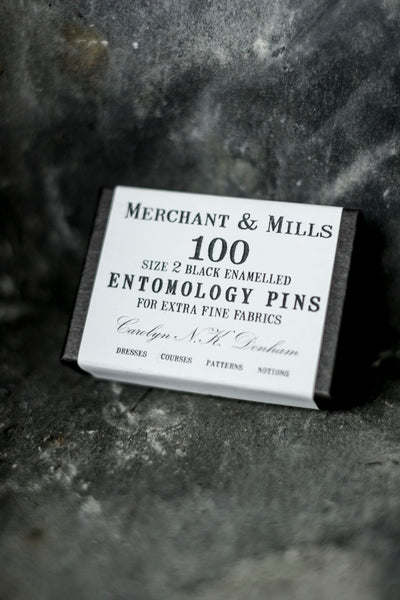 MERCHANT & MILLS
100
SIZE 2 BLACK ENAMELLED
ENTOMOLOGY PINS
FOR EXTRA FINE FABRICS
Carolyn N.K. Denham
DRESSES COURSES PATTERNS NOTIONS